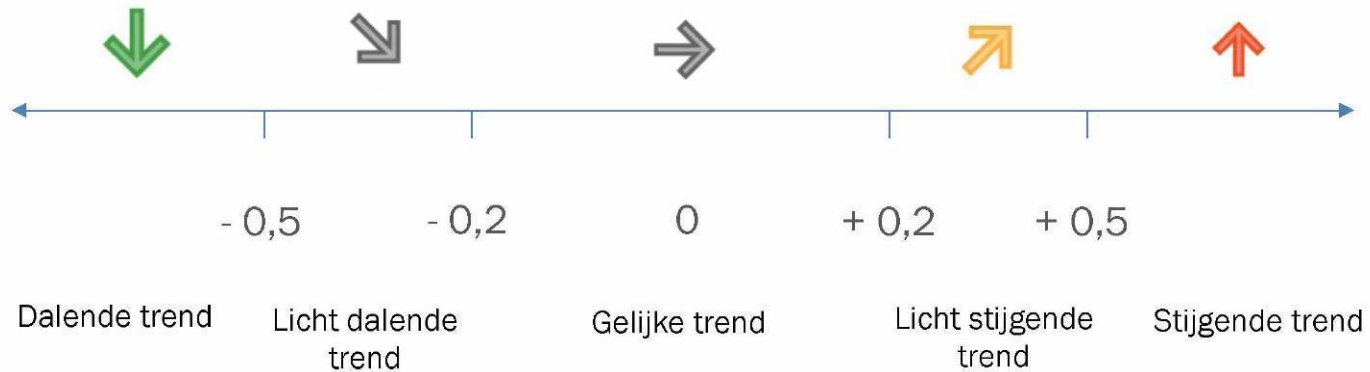 - 0,5 - 0,2 0 + 0,2 + 0,5
Dalende trend
Licht dalende
trend
Gelijke trend
Licht stijgende
trend
Stijgende trend